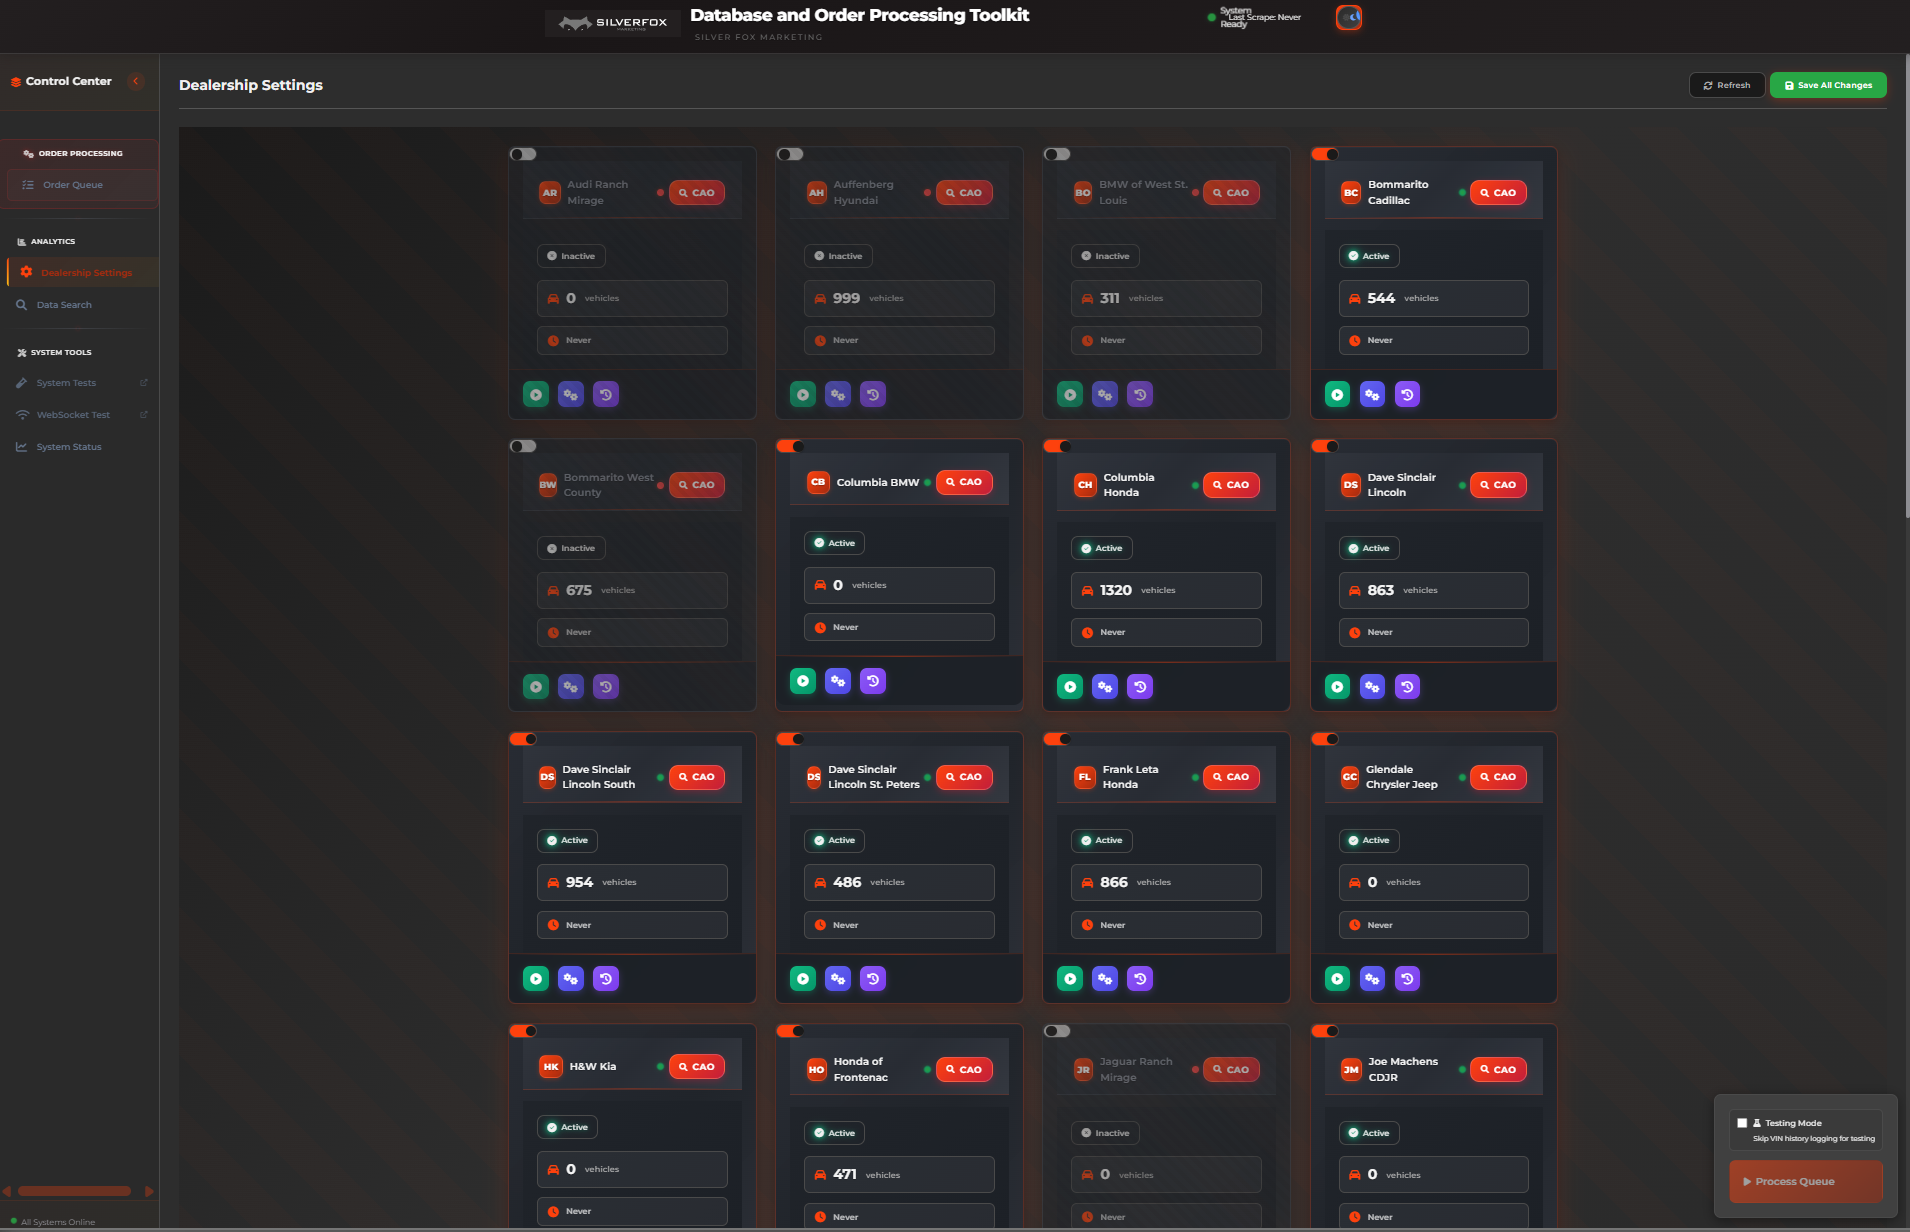 SILVERFOX
MARKETING
Database and Order Processing Toolkit
SILVER FOX MARKETING
System Ready
Last Scrape: Never
Control Center
ORDER PROCESSING
Order Queue
ANALYTICS
Dealership Settings
Data Search
SYSTEM TOOLS
System Tests
WebSocket Test
System Status
All Systems Online
Dealership Settings
Refresh
Save All Changes
AR
Audi Ranch
Mirage
CAO
Inactive
0 vehicles
Never
AH
Auffenberg
Hyundai
CAO
Inactive
999 vehicles
Never
BO
BMW of West St.
Louis
CAO
Inactive
311 vehicles
Never
BC
Bommarito
Cadillac
CAO
Active
544 vehicles
Never
BW
Bommarito West
County
CAO
Inactive
675 vehicles
Never
CB
Columbia BMW
CAO
Active
0 vehicles
Never
CH
Columbia
Honda
CAO
Active
1320 vehicles
Never
DS
Dave Sinclair
Lincoln
CAO
Active
863 vehicles
Never
DS
Dave Sinclair
Lincoln South
CAO
Active
954 vehicles
Never
DS
Dave Sinclair
Lincoln St. Peters
CAO
Active
486 vehicles
Never
FL
Frank Leta
Honda
CAO
Active
866 vehicles
Never
GC
Glendale
Chrysler Jeep
CAO
Active
0 vehicles
Never
HK
H&W Kia
CAO
Active
0 vehicles
Never
HO
Honda of
Frontenac
CAO
Active
471 vehicles
Never
JR
Jaguar Ranch
Mirage
CAO
Inactive
0 vehicles
Never
JM
Joe Machens
CDJR
CAO
Active
0 vehicles
Never
Testing Mode
Skip VIN history logging for testing
Process Queue